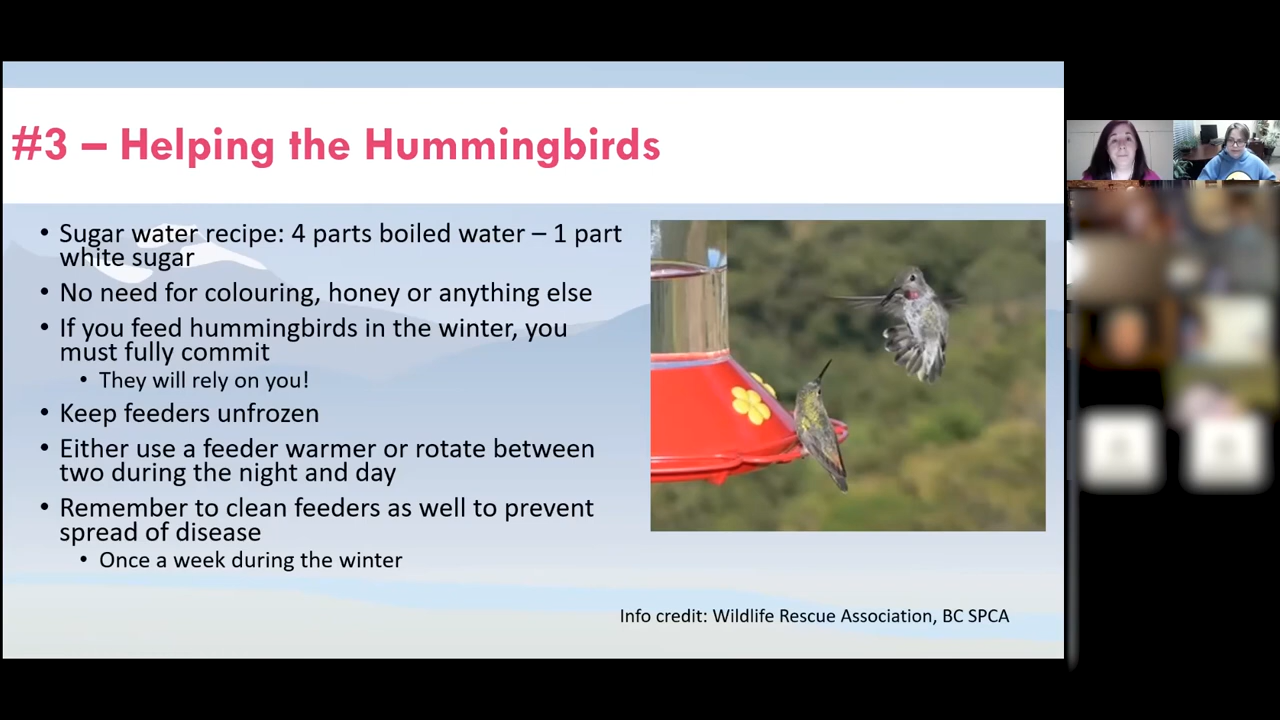 #3 – Helping the Hummingbirds
• Sugar water recipe: 4 parts boiled water – 1 part
white sugar
• No need for colouring, honey or anything else
• If you feed hummingbirds in the winter, you
must fully commit
• They will rely on you!
• Keep feeders unfrozen
• Either use a feeder warmer or rotate between
two during the night and day
• Remember to clean feeders as well to prevent
spread of disease
• Once a week during the winter
Info credit: Wildlife Rescue Association, BC SPCA